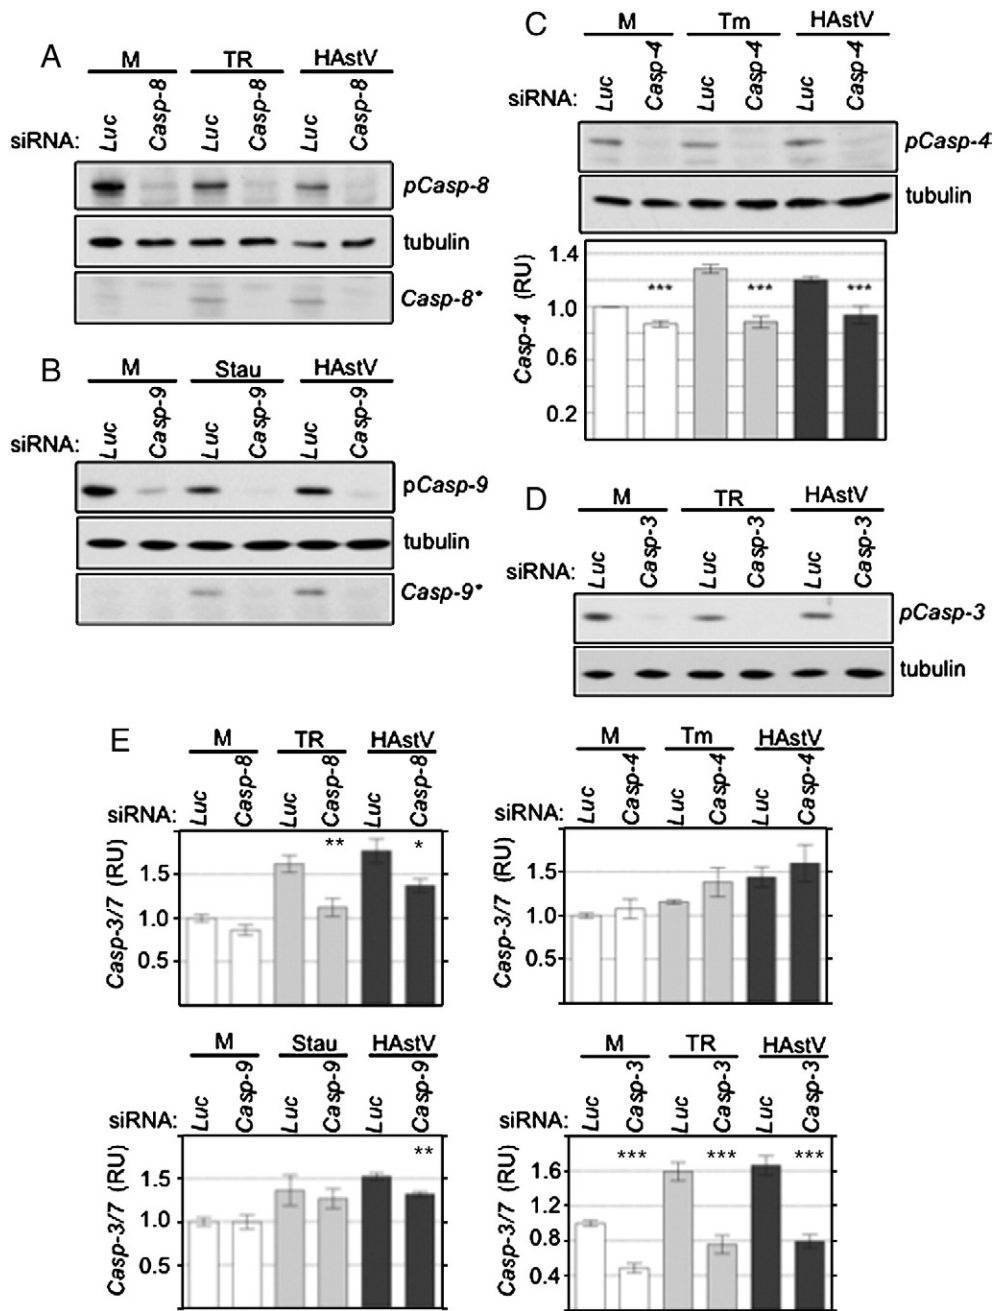 A
M TR HAstV
siRNA: Luc Casp-8 Luc Casp-8 Luc Casp-8
pCasp-8
tubulin
Casp-8*
B
M Stau HAstV
siRNA: Luc Casp-9 Luc Casp-9 Luc Casp-9
pCasp-9
tubulin
Casp-9*
C
M Tm HAstV
siRNA: Luc Casp-4 Luc Casp-4 Luc Casp-4
pCasp-4
tubulin
Casp-4 (RU)
1.4
1.0
0.6
0.2
*** *** ***
D
M TR HAstV
siRNA: Luc Casp-3 Luc Casp-3 Luc Casp-3
pCasp-3
tubulin
E
M TR HAstV
siRNA: Luc Casp-8 Luc Casp-8 Luc Casp-8
Casp-3/7 (RU)
1.5
1.0
0.5
** *
M Tm HAstV
siRNA: Luc Casp-4 Luc Casp-4 Luc Casp-4
Casp-3/7 (RU)
1.5
1.0
0.5
M Stau HAstV
siRNA: Luc Casp-9 Luc Casp-9 Luc Casp-9
Casp-3/7 (RU)
1.5
1.0
0.5
**
M TR HAstV
siRNA: Luc Casp-3 Luc Casp-3 Luc Casp-3
Casp-3/7 (RU)
1.6
1.2
0.8
0.4
*** *** ***